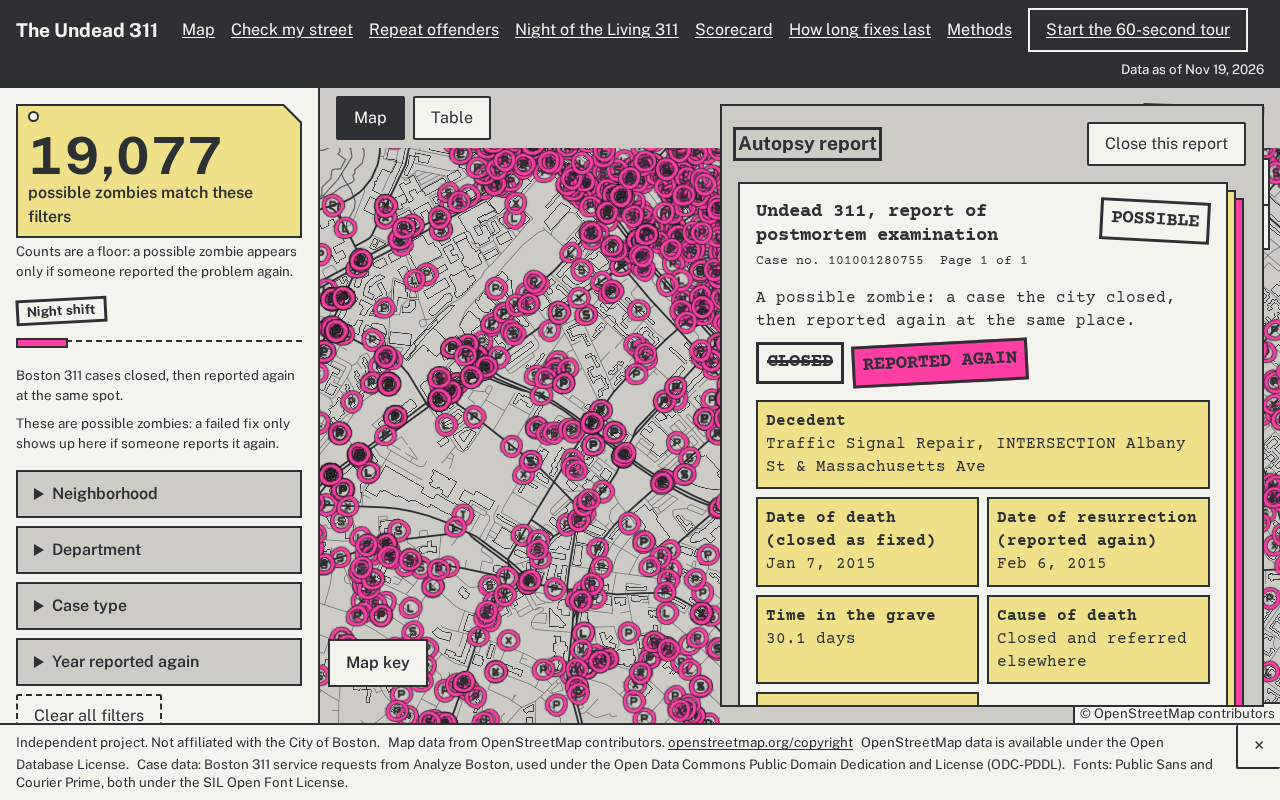 The Undead 311
Map
Check my street
Repeat offenders
Night of the Living 311
Scorecard
How long fixes last
Methods
Start the 60-second tour
Data as of Nov 19, 2026
19,077
possible zombies match these
filters
Counts are a floor: a possible zombie appears
only if someone reported the problem again.
Night shift
Boston 311 cases closed, then reported again
at the same spot.
These are possible zombies: a failed fix only
shows up here if someone reports it again.
Neighborhood
Department
Case type
Year reported again
Clear all filters
Map
Table
Map key
Autopsy report
Close this report
Undead 311, report of
postmortem examination
POSSIBLE
Case no. 101001280755 Page 1 of 1
A possible zombie: a case the city closed,
then reported again at the same place.
CLOSED
REPORTED AGAIN
Decedent
Traffic Signal Repair, INTERSECTION Albany
St & Massachusetts Ave
Date of death
(closed as fixed)
Jan 7, 2015
Date of resurrection
(reported again)
Feb 6, 2015
Time in the grave
30.1 days
Cause of death
Closed and referred
elsewhere
© OpenStreetMap contributors
Independent project. Not affiliated with the City of Boston. Map data from OpenStreetMap contributors. openstreetmap.org/copyright OpenStreetMap data is available under the Open
Database License. Case data: Boston 311 service requests from Analyze Boston, used under the Open Data Commons Public Domain Dedication and License (ODC-PDDL). Fonts: Public Sans and
Courier Prime, both under the SIL Open Font License.
×